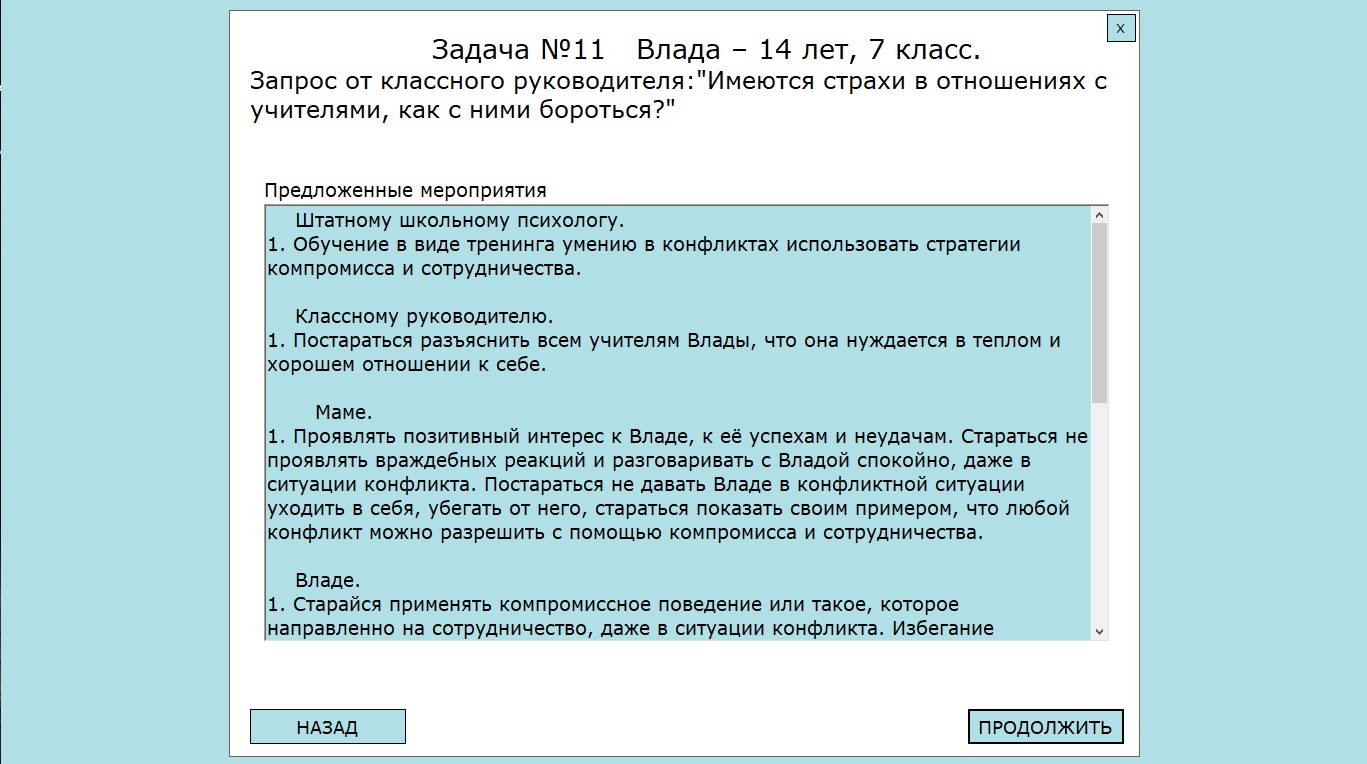 x
Задача №11 Влада – 14 лет, 7 класс.
Запрос от классного руководителя:"Имеются страхи в отношениях с
учителями, как с ними бороться?"
Предложенные мероприятия
Штатному школьному психологу.
1. Обучение в виде тренинга умению в конфликтах использовать стратегии
компромисса и сотрудничества.
Классному руководителю.
1. Постараться разъяснить всем учителям Влады, что она нуждается в теплом и
хорошем отношении к себе.
Маме.
1. Проявлять позитивный интерес к Владе, к её успехам и неудачам. Стараться не
проявлять враждебных реакций и разговаривать с Владой спокойно, даже в
ситуации конфликта. Постараться не давать Владе в конфликтной ситуации
уходить в себя, убегать от него, стараться показать своим примером, что любой
конфликт можно разрешить с помощью компромисса и сотрудничества.
Владе.
1. Старайся применять компромиссное поведение или такое, которое
направленно на сотрудничество, даже в ситуации конфликта. Избегание
НАЗАД
ПРОДОЛЖИТЬ